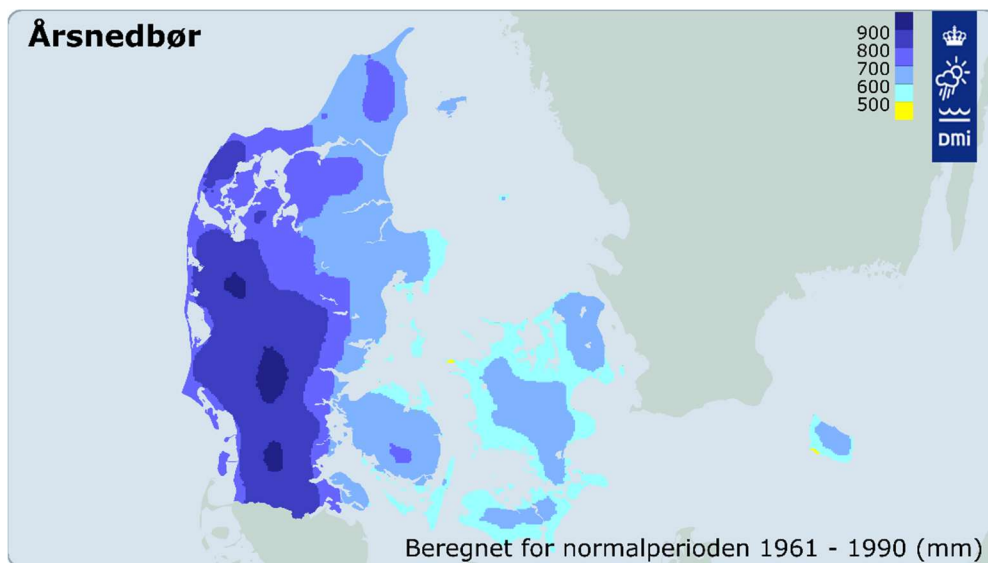 Årsnedbør
900
800
700
600
500
DMi
Beregnet for normalperioden 1961 - 1990 (mm)